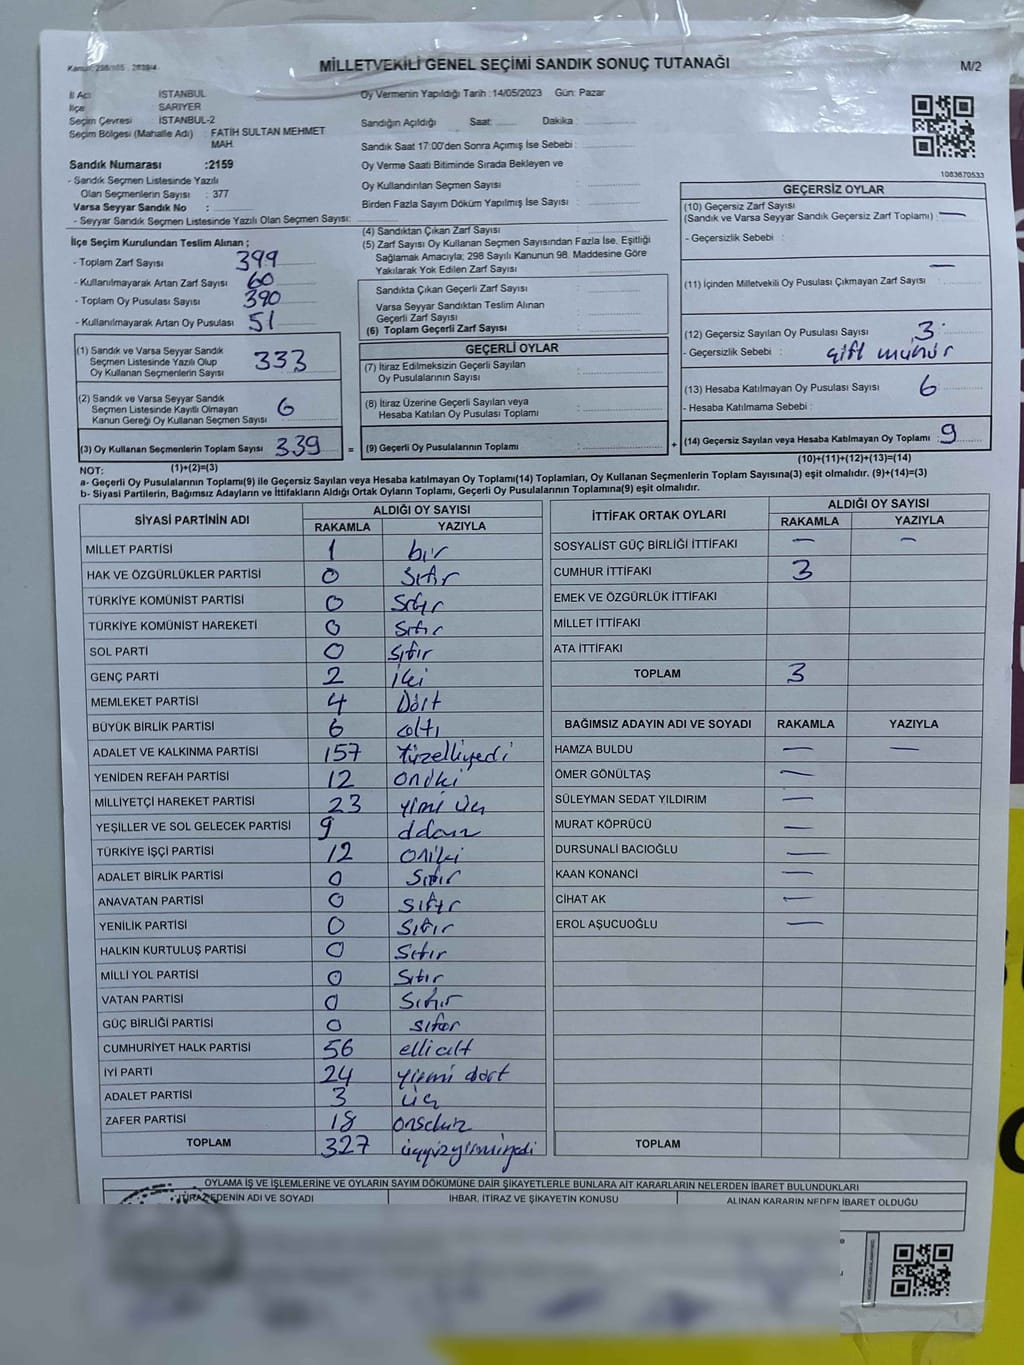 Kanun: 298/105 , 2839/4
MİLLETVEKİLİ GENEL SEÇİMİ SANDIK SONUÇ TUTANAĞI
M/2
İl Adı İSTANBUL
İlçe SARIYER
Seçim Çevresi İSTANBUL-2
Seçim Bölgesi (Mahalle Adı) : FATİH SULTAN MEHMET MAH.
Sandık Numarası :2159
- Sandık Seçmen Listesinde Yazılı
Olan Seçmenlerin Sayısı : 377
Varsa Seyyar Sandık No :
- Seyyar Sandık Seçmen Listesinde Yazılı Olan Seçmen Sayısı:
Oy Vermenin Yapıldığı Tarih :14/05/2023 Gün: Pazar
Sandığın Açıldığı Saat: Dakika :
Sandık Saat 17:00'den Sonra Açılmış İse Sebebi :
Oy Verme Saati Bitiminde Sırada Bekleyen ve
Oy Kullandırılan Seçmen Sayısı :
Birden Fazla Sayım Döküm Yapılmış İse Sayısı :
1083670533
İlçe Seçim Kurulundan Teslim Alınan ;
- Toplam Zarf Sayısı 399
- Kullanılmayarak Artan Zarf Sayısı 60
- Toplam Oy Pusulası Sayısı 390
- Kullanılmayarak Artan Oy Pusulası 51
(1) Sandık ve Varsa Seyyar Sandık
Seçmen Listesinde Yazılı Olup
Oy Kullanan Seçmenlerin Sayısı 333
(2) Sandık ve Varsa Seyyar Sandık
Seçmen Listesinde Kayıtlı Olmayan
Kanun Gereği Oy Kullanan Seçmen Sayısı 6
(3) Oy Kullanan Seçmenlerin Toplam Sayısı 339 =
(1)+(2)=(3)
(4) Sandıktan Çıkan Zarf Sayısı :
(5) Zarf Sayısı Oy Kullanan Seçmen Sayısından Fazla İse, Eşitliği
Sağlamak Amacıyla; 298 Sayılı Kanunun 98. Maddesine Göre
Yakılarak Yok Edilen Zarf Sayısı :
Sandıkta Çıkan Geçerli Zarf Sayısı :
Varsa Seyyar Sandıktan Teslim Alınan
Geçerli Zarf Sayısı :
(6) Toplam Geçerli Zarf Sayısı :
GEÇERLİ OYLAR
(7) İtiraz Edilmeksizin Geçerli Sayılan
Oy Pusulalarının Sayısı :
(8) İtiraz Üzerine Geçerli Sayılan veya
Hesaba Katılan Oy Pusulası Toplamı :
(9) Geçerli Oy Pusulalarının Toplamı : +
GEÇERSİZ OYLAR
(10) Geçersiz Zarf Sayısı
(Sandık ve Varsa Seyyar Sandık Geçersiz Zarf Toplamı) : —
- Geçersizlik Sebebi :
(11) İçinden Milletvekili Oy Pusulası Çıkmayan Zarf Sayısı : —
(12) Geçersiz Sayılan Oy Pusulası Sayısı : 3
- Geçersizlik Sebebi : çift mühür
(13) Hesaba Katılmayan Oy Pusulası Sayısı : 6
- Hesaba Katılmama Sebebi :
(14) Geçersiz Sayılan veya Hesaba Katılmayan Oy Toplamı : 9
(10)+(11)+(12)+(13)=(14)
NOT:
a- Geçerli Oy Pusulalarının Toplamı(9) ile Geçersiz Sayılan veya Hesaba katılmayan Oy Toplamı(14) Toplamları, Oy Kullanan Seçmenlerin Toplam Sayısına(3) eşit olmalıdır. (9)+(14)=(3)
b- Siyasi Partilerin, Bağımsız Adayların ve İttifakların Aldığı Ortak Oyların Toplamı, Geçerli Oy Pusulalarının Toplamına(9) eşit olmalıdır.
SİYASİ PARTİNİN ADI ALDIĞI OY SAYISI
RAKAMLA YAZIYLA
MİLLET PARTİSİ 1 bir
HAK VE ÖZGÜRLÜKLER PARTİSİ 0 sıfır
TÜRKİYE KOMÜNİST PARTİSİ 0 sıfır
TÜRKİYE KOMÜNİST HAREKETİ 0 sıfır
SOL PARTİ 0 sıfır
GENÇ PARTİ 2 iki
MEMLEKET PARTİSİ 4 Dört
BÜYÜK BİRLİK PARTİSİ 6 altı
ADALET VE KALKINMA PARTİSİ 157 yüzelliyedi
YENİDEN REFAH PARTİSİ 12 oniki
MİLLİYETÇİ HAREKET PARTİSİ 23 yimi üç
YEŞİLLER VE SOL GELECEK PARTİSİ 9
TÜRKİYE İŞÇİ PARTİSİ 12 oniki
ADALET BİRLİK PARTİSİ 0 sıfır
ANAVATAN PARTİSİ 0 sıfır
YENİLİK PARTİSİ 0 sıfır
HALKIN KURTULUŞ PARTİSİ 0 sıfır
MİLLİ YOL PARTİSİ 0 sıfır
VATAN PARTİSİ 0 sıfır
GÜÇ BİRLİĞİ PARTİSİ 0 sıfır
CUMHURİYET HALK PARTİSİ 56 ellialt
İYİ PARTİ 24 yirmi dört
ADALET PARTİSİ 3 üç
ZAFER PARTİSİ 18 onsekiz
TOPLAM 327 üçyüzyirmiyedi
İTTİFAK ORTAK OYLARI ALDIĞI OY SAYISI
RAKAMLA YAZIYLA
SOSYALİST GÜÇ BİRLİĞİ İTTİFAKI — —
CUMHUR İTTİFAKI 3
EMEK VE ÖZGÜRLÜK İTTİFAKI
MİLLET İTTİFAKI
ATA İTTİFAKI
TOPLAM 3
BAĞIMSIZ ADAYIN ADI VE SOYADI RAKAMLA YAZIYLA
HAMZA BULDU — —
ÖMER GÖNÜLTAŞ —
SÜLEYMAN SEDAT YILDIRIM —
MURAT KÖPRÜCÜ —
DURSUNALİ BACIOĞLU —
KAAN KONANCI —
CİHAT AK —
EROL AŞUCUOĞLU —
TOPLAM
OYLAMA İŞ VE İŞLEMLERİNE VE OYLARIN SAYIM DÖKÜMÜNE DAİR ŞİKAYETLERLE BUNLARA AİT KARARLARIN NELERDEN İBARET BULUNDUKLARI
İTİRAZ EDENİN ADI VE SOYADI İHBAR, İTİRAZ VE ŞİKAYETİN KONUSU ALINAN KARARIN NEDEN İBARET OLDUĞU